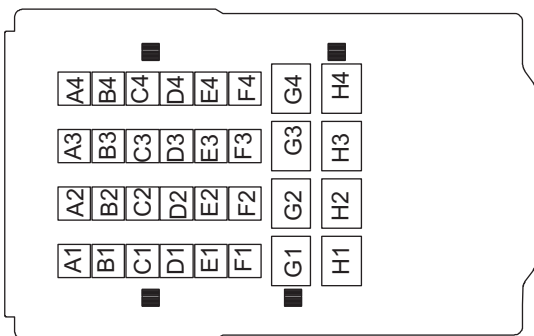 A4 B4 C4 D4 E4 F4 G4 H4
A3 B3 C3 D3 E3 F3 G3 H3
A2 B2 C2 D2 E2 F2 G2 H2
A1 B1 C1 D1 E1 F1 G1 H1